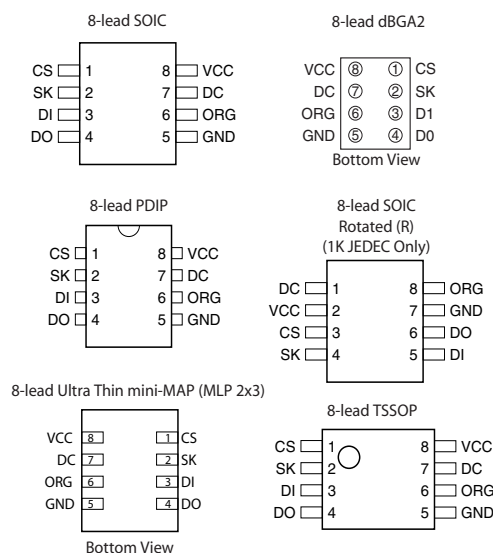 8-lead SOIC
CS 1 8 VCC
SK 2 7 DC
DI 3 6 ORG
DO 4 5 GND
8-lead dBGA2
VCC 8 1 CS
DC 7 2 SK
ORG 6 3 D1
GND 5 4 D0
Bottom View
8-lead PDIP
CS 1 8 VCC
SK 2 7 DC
DI 3 6 ORG
DO 4 5 GND
8-lead SOIC
Rotated (R)
(1K JEDEC Only)
DC 1 8 ORG
VCC 2 7 GND
CS 3 6 DO
SK 4 5 DI
8-lead Ultra Thin mini-MAP (MLP 2x3)
VCC 8 1 CS
DC 7 2 SK
ORG 6 3 DI
GND 5 4 DO
Bottom View
8-lead TSSOP
CS 1 8 VCC
SK 2 7 DC
DI 3 6 ORG
DO 4 5 GND